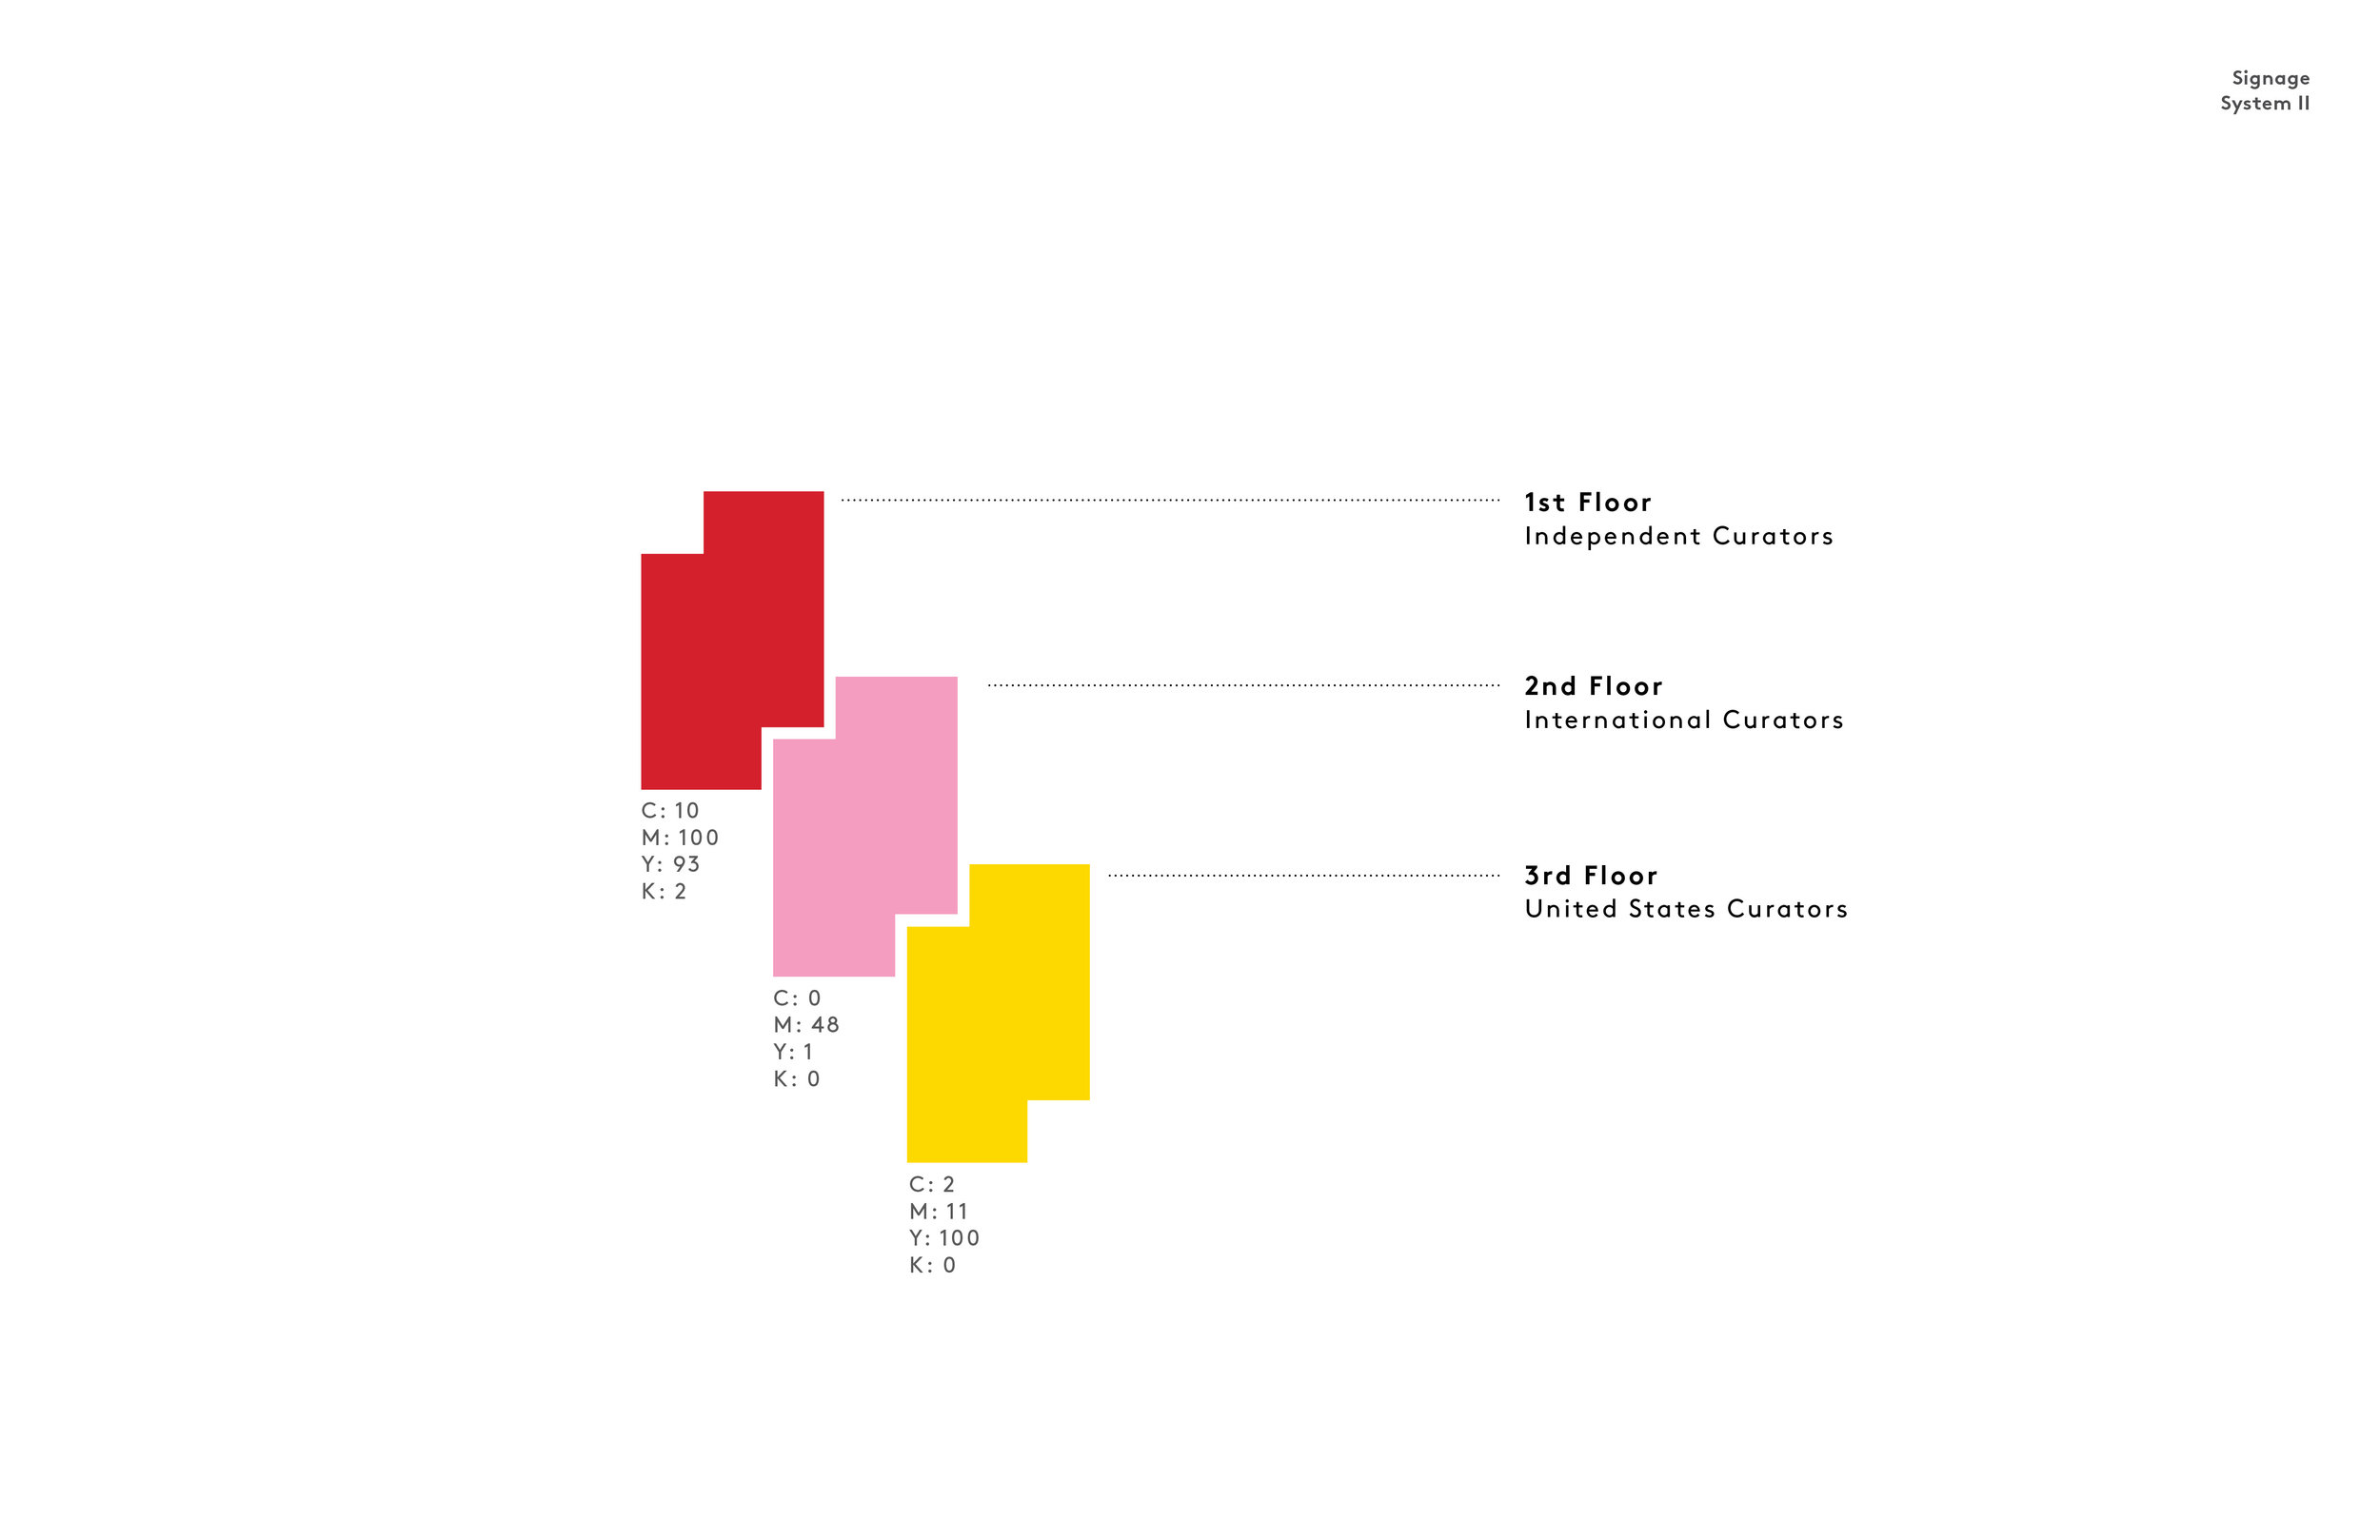 Signage
System II
1st Floor
Independent Curators
2nd Floor
International Curators
C: 10
M: 100
Y: 93
K: 2
3rd Floor
United States Curators
C: 0
M: 48
Y: 1
K: 0
C: 2
M: 11
Y: 100
K: 0